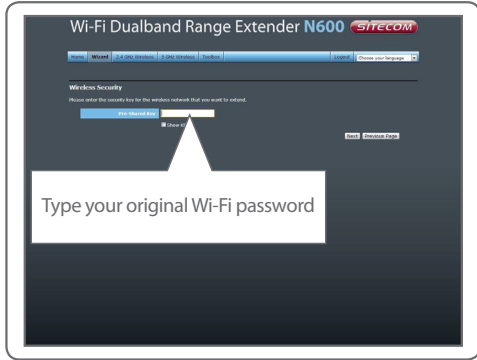 Wi-Fi Dualband Range Extender N600 SITECOM
Home Wizard 2.4 GHz Wireless 5 GHz Wireless Toolbox Logout Choose your language
Wireless Security
Please enter the security key for the wireless network that you want to extend.
Pre-Shared Key
Show
Next Previous Page
Type your original Wi-Fi password